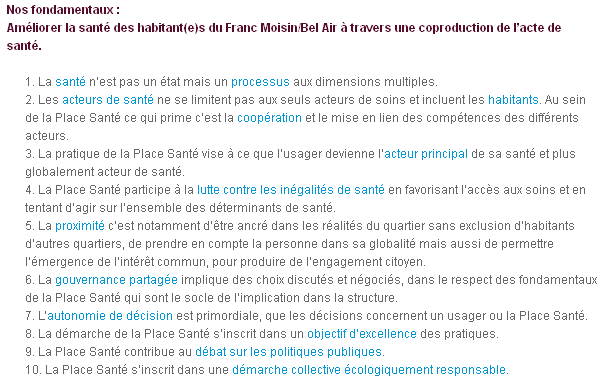 Nos fondamentaux :
Améliorer la santé des habitant(e)s du Franc Moisin/Bel Air à travers une coproduction de l'acte de
santé.
1. La santé n'est pas un état mais un processus aux dimensions multiples.
2. Les acteurs de santé ne se limitent pas aux seuls acteurs de soins et incluent les habitants. Au sein
de la Place Santé ce qui prime c'est la coopération et le mise en lien des compétences des différents
acteurs.
3. La pratique de la Place Santé vise à ce que l'usager devienne l'acteur principal de sa santé et plus
globalement acteur de santé.
4. La Place Santé participe à la lutte contre les inégalités de santé en favorisant l'accès aux soins et en
tentant d'agir sur l'ensemble des déterminants de santé.
5. La proximité c'est notamment d'être ancré dans les réalités du quartier sans exclusion d'habitants
d'autres quartiers, de prendre en compte la personne dans sa globalité mais aussi de permettre
l'émergence de l'intérêt commun, pour produire de l'engagement citoyen.
6. La gouvernance partagée implique des choix discutés et négociés, dans le respect des fondamentaux
de la Place Santé qui sont le socle de l'implication dans la structure.
7. L'autonomie de décision est primordiale, que les décisions concernent un usager ou la Place Santé.
8. La démarche de la Place Santé s'inscrit dans un objectif d'excellence des pratiques.
9. La Place Santé contribue au débat sur les politiques publiques.
10. La Place Santé s'inscrit dans une démarche collective écologiquement responsable.